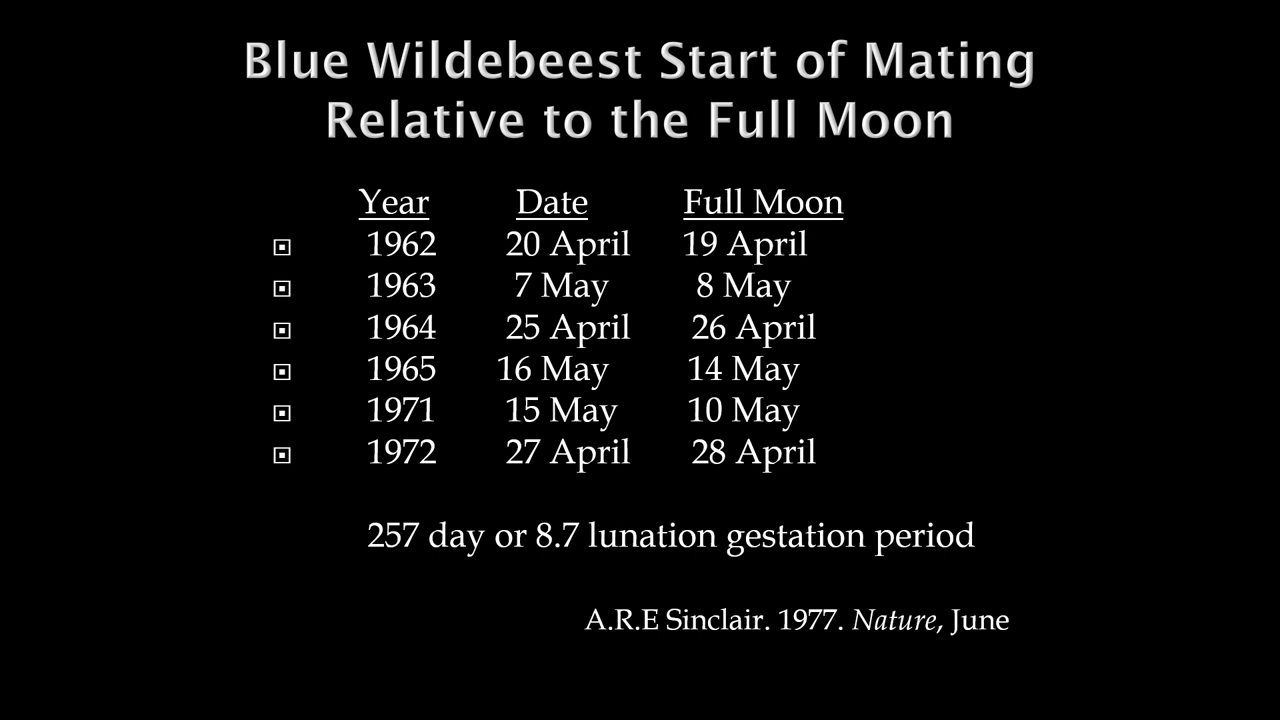 Blue Wildebeest Start of Mating
Relative to the Full Moon
Year Date Full Moon
1962 20 April 19 April
1963 7 May 8 May
1964 25 April 26 April
1965 16 May 14 May
1971 15 May 10 May
1972 27 April 28 April
257 day or 8.7 lunation gestation period
A.R.E Sinclair. 1977. Nature, June